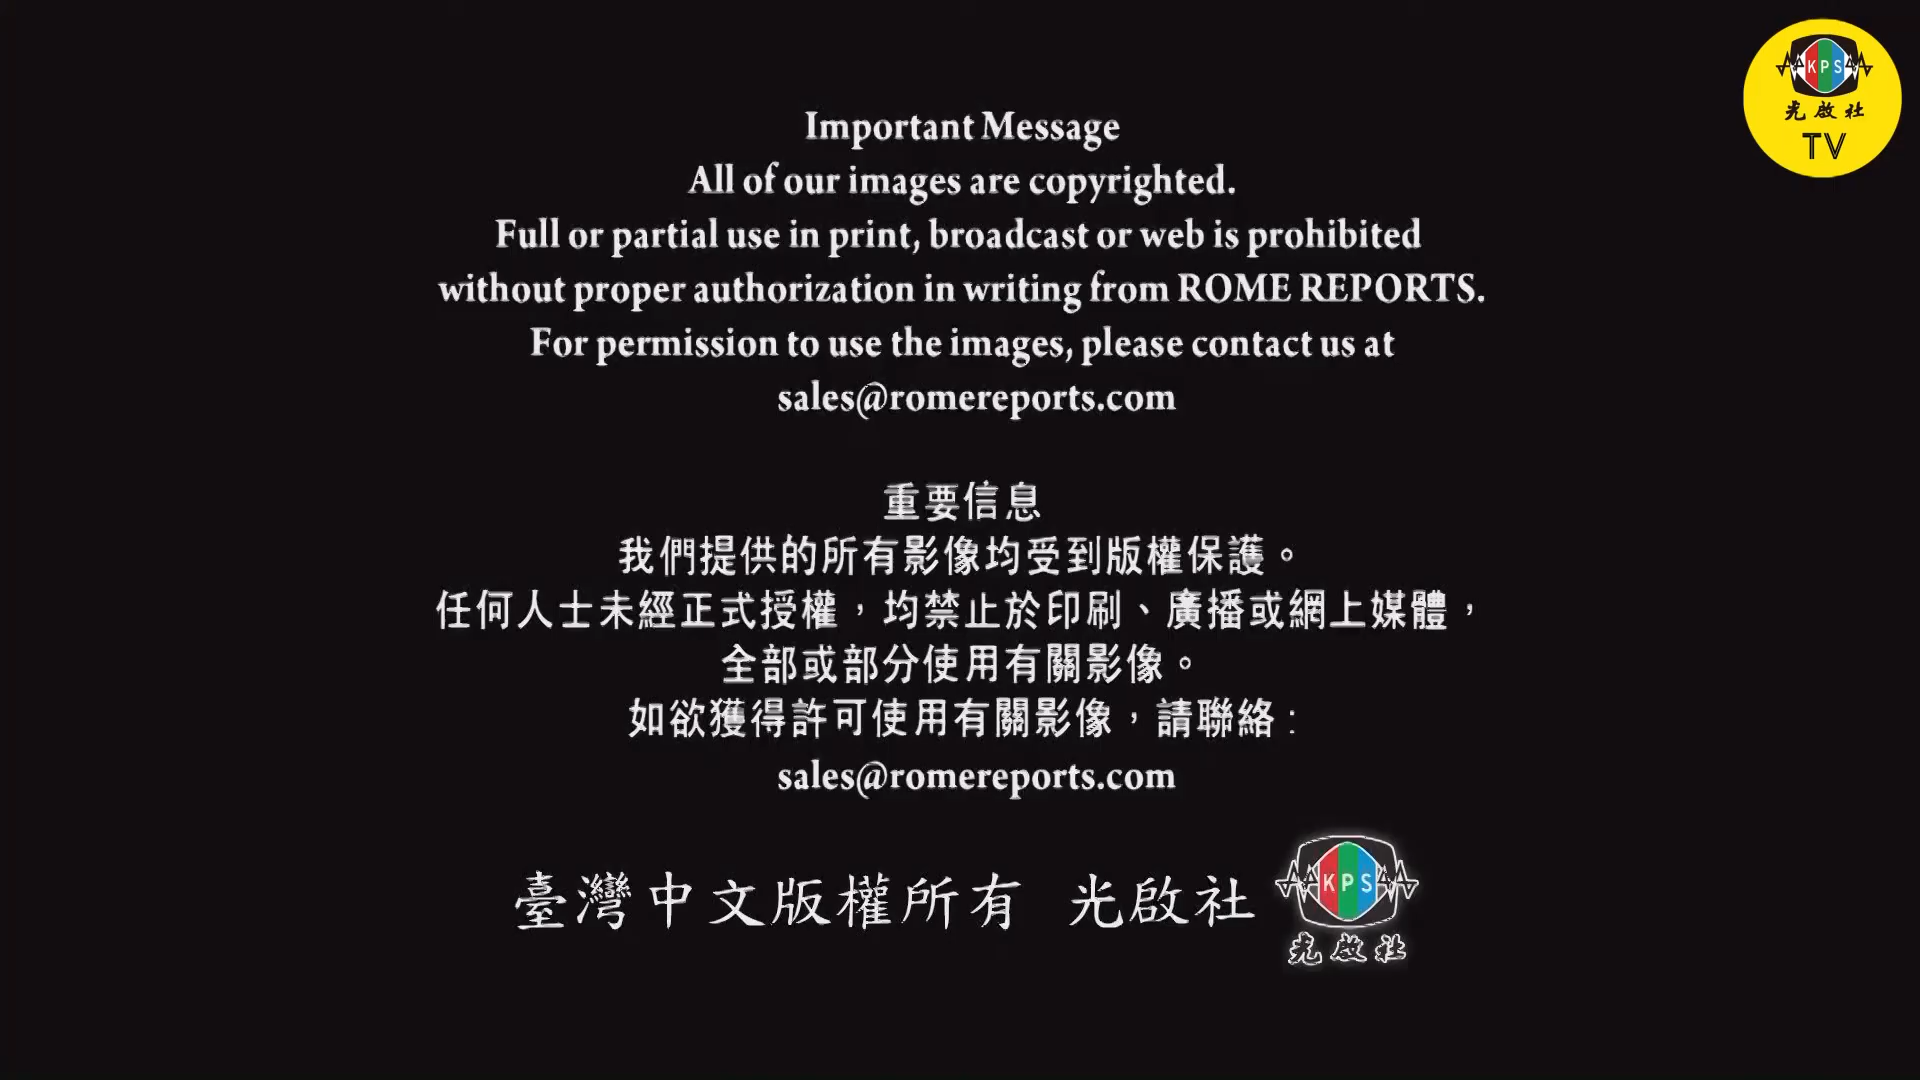 KPS
光啟社
TV
Important Message
All of our images are copyrighted.
Full or partial use in print, broadcast or web is prohibited
without proper authorization in writing from ROME REPORTS.
For permission to use the images, please contact us at
sales@romereports.com
重要信息
我們提供的所有影像均受到版權保護。
任何人士未經正式授權，均禁止於印刷、廣播或網上媒體，
全部或部分使用有關影像。
如欲獲得許可使用有關影像，請聯絡：
sales@romereports.com
臺灣中文版權所有 光啟社
KPS
光啟社